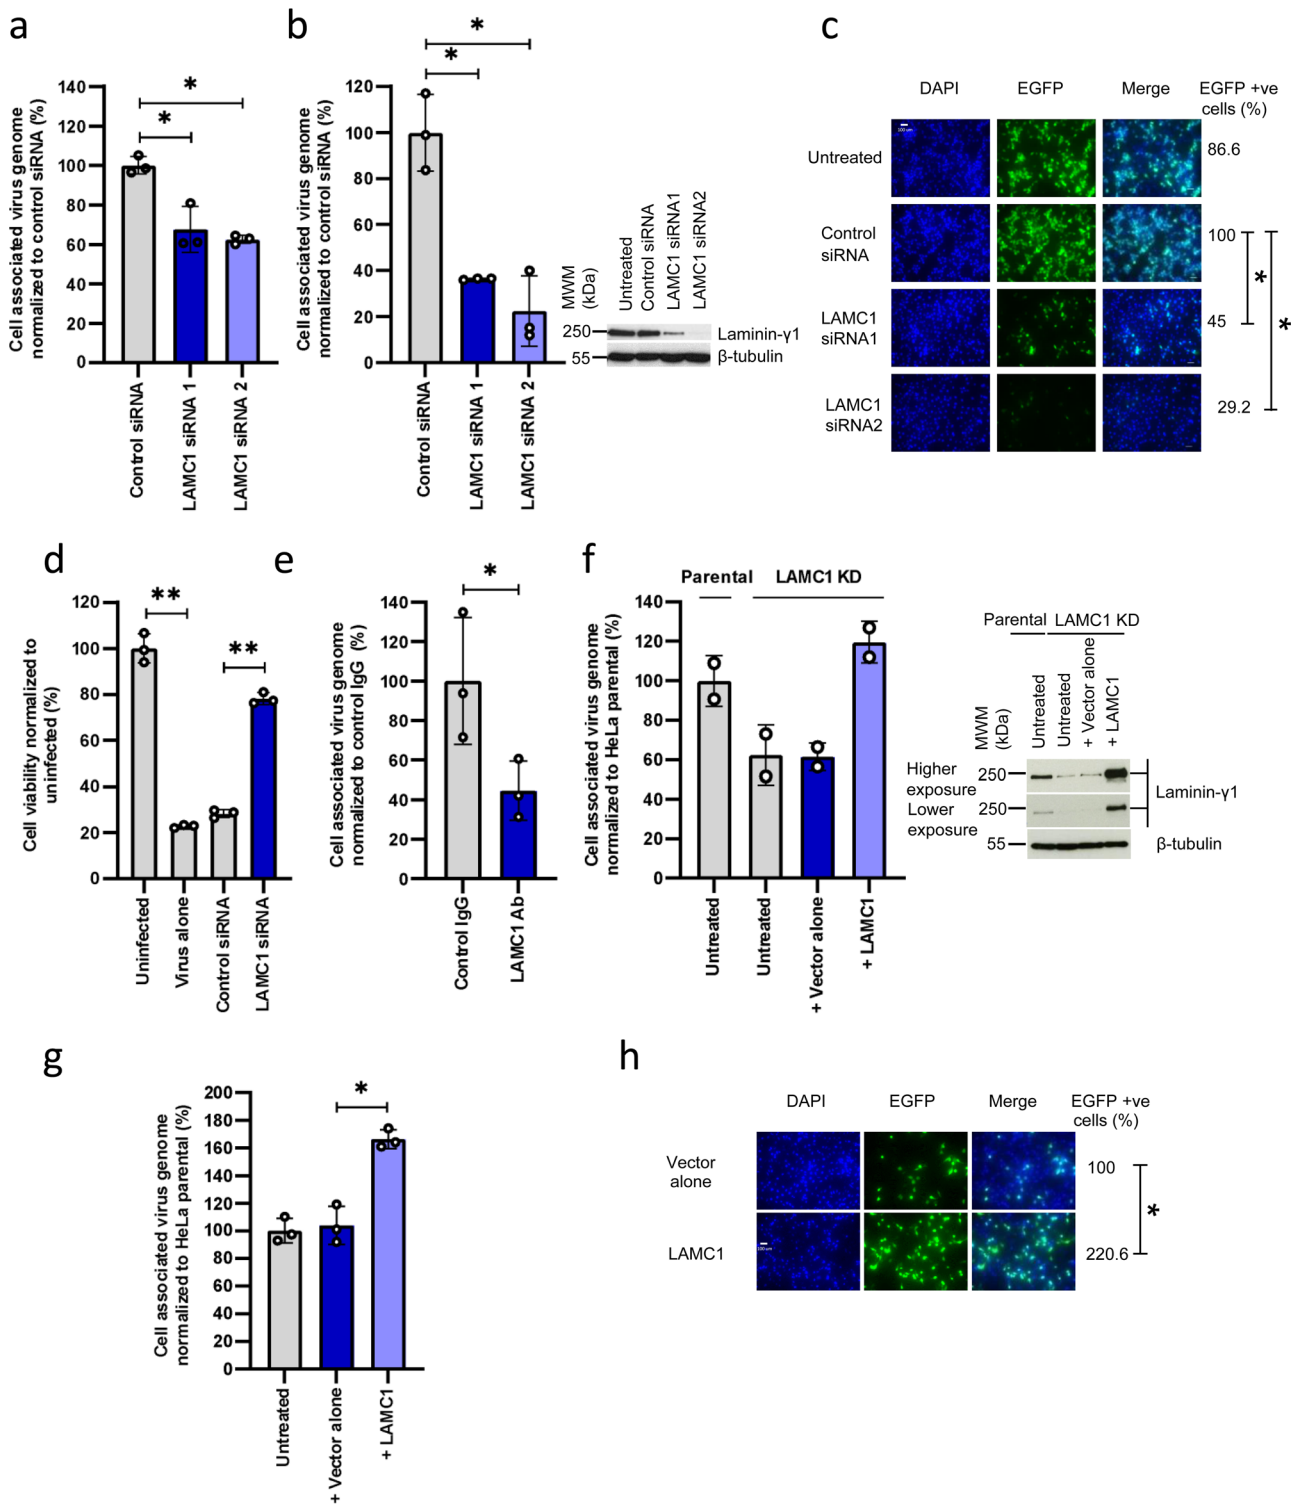 a
Cell associated virus genome
normalized to control siRNA (%)
140
120
100
80
60
40
20
0
*
*
Control siRNA
LAMC1 siRNA 1
LAMC1 siRNA 2
b
Cell associated virus genome
normalized to control siRNA (%)
120
100
80
60
40
20
0
*
*
Control siRNA
LAMC1 siRNA 1
LAMC1 siRNA 2
MWM
(kDa)
Untreated
Control siRNA
LAMC1 siRNA1
LAMC1 siRNA2
250
Laminin-γ1
55
β-tubulin
c
DAPI
EGFP
Merge
EGFP +ve
cells (%)
Untreated
100 um
86.6
Control
siRNA
100
LAMC1
siRNA1
45
LAMC1
siRNA2
29.2
*
*
d
Cell viability normalized to
uninfected (%)
120
100
80
60
40
20
0
**
**
Uninfected
Virus alone
Control siRNA
LAMC1 siRNA
e
Cell associated virus genome
normalized to control IgG (%)
140
120
100
80
60
40
20
0
*
Control IgG
LAMC1 Ab
f
Parental
LAMC1 KD
Cell associated virus genome
normalized to HeLa parental (%)
140
120
100
80
60
40
20
0
Untreated
Untreated
+ Vector alone
+ LAMC1
Parental
LAMC1 KD
MWM
(kDa)
Untreated
Untreated
+ Vector alone
+ LAMC1
Higher
exposure
250
Lower
exposure
250
Laminin-γ1
55
β-tubulin
g
Cell associated virus genome
normalized to HeLa parental (%)
200
180
160
140
120
100
80
60
40
20
0
*
Untreated
+ Vector alone
+ LAMC1
h
DAPI
EGFP
Merge
EGFP +ve
cells (%)
Vector
alone
100
LAMC1
100 um
220.6
*